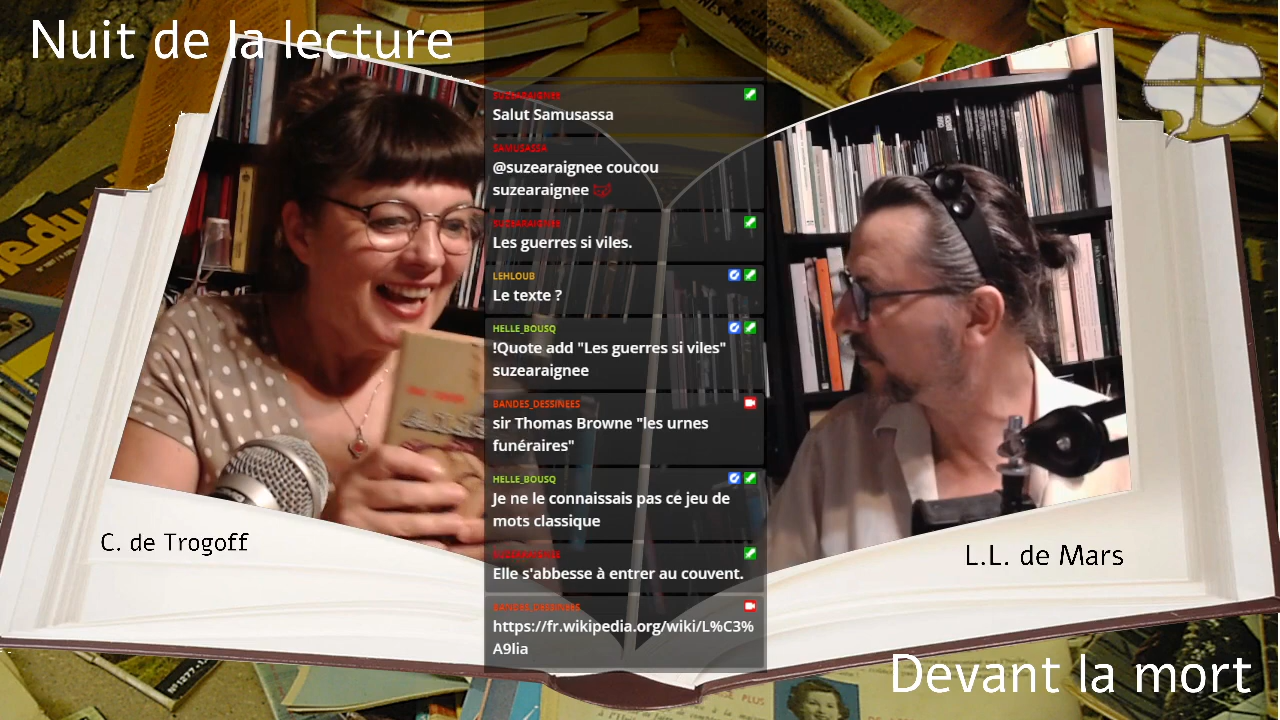 Nuit de la lecture
SUZEARAIGNEE
Salut Samusassa
SAMUSASSA
@suzearaignee coucou
suzearaignee
SUZEARAIGNEE
Les guerres si viles.
LEHLOUB
Le texte ?
HELLE_BOUSQ
!Quote add "Les guerres si viles"
suzearaignee
BANDES_DESSINEES
sir Thomas Browne "les urnes
funéraires"
HELLE_BOUSQ
Je ne le connaissais pas ce jeu de
mots classique
SUZEARAIGNEE
Elle s'abbesse à entrer au couvent.
BANDES_DESSINEES
https://fr.wikipedia.org/wiki/L%C3%
A9lia
C. de Trogoff
L.L. de Mars
Devant la mort